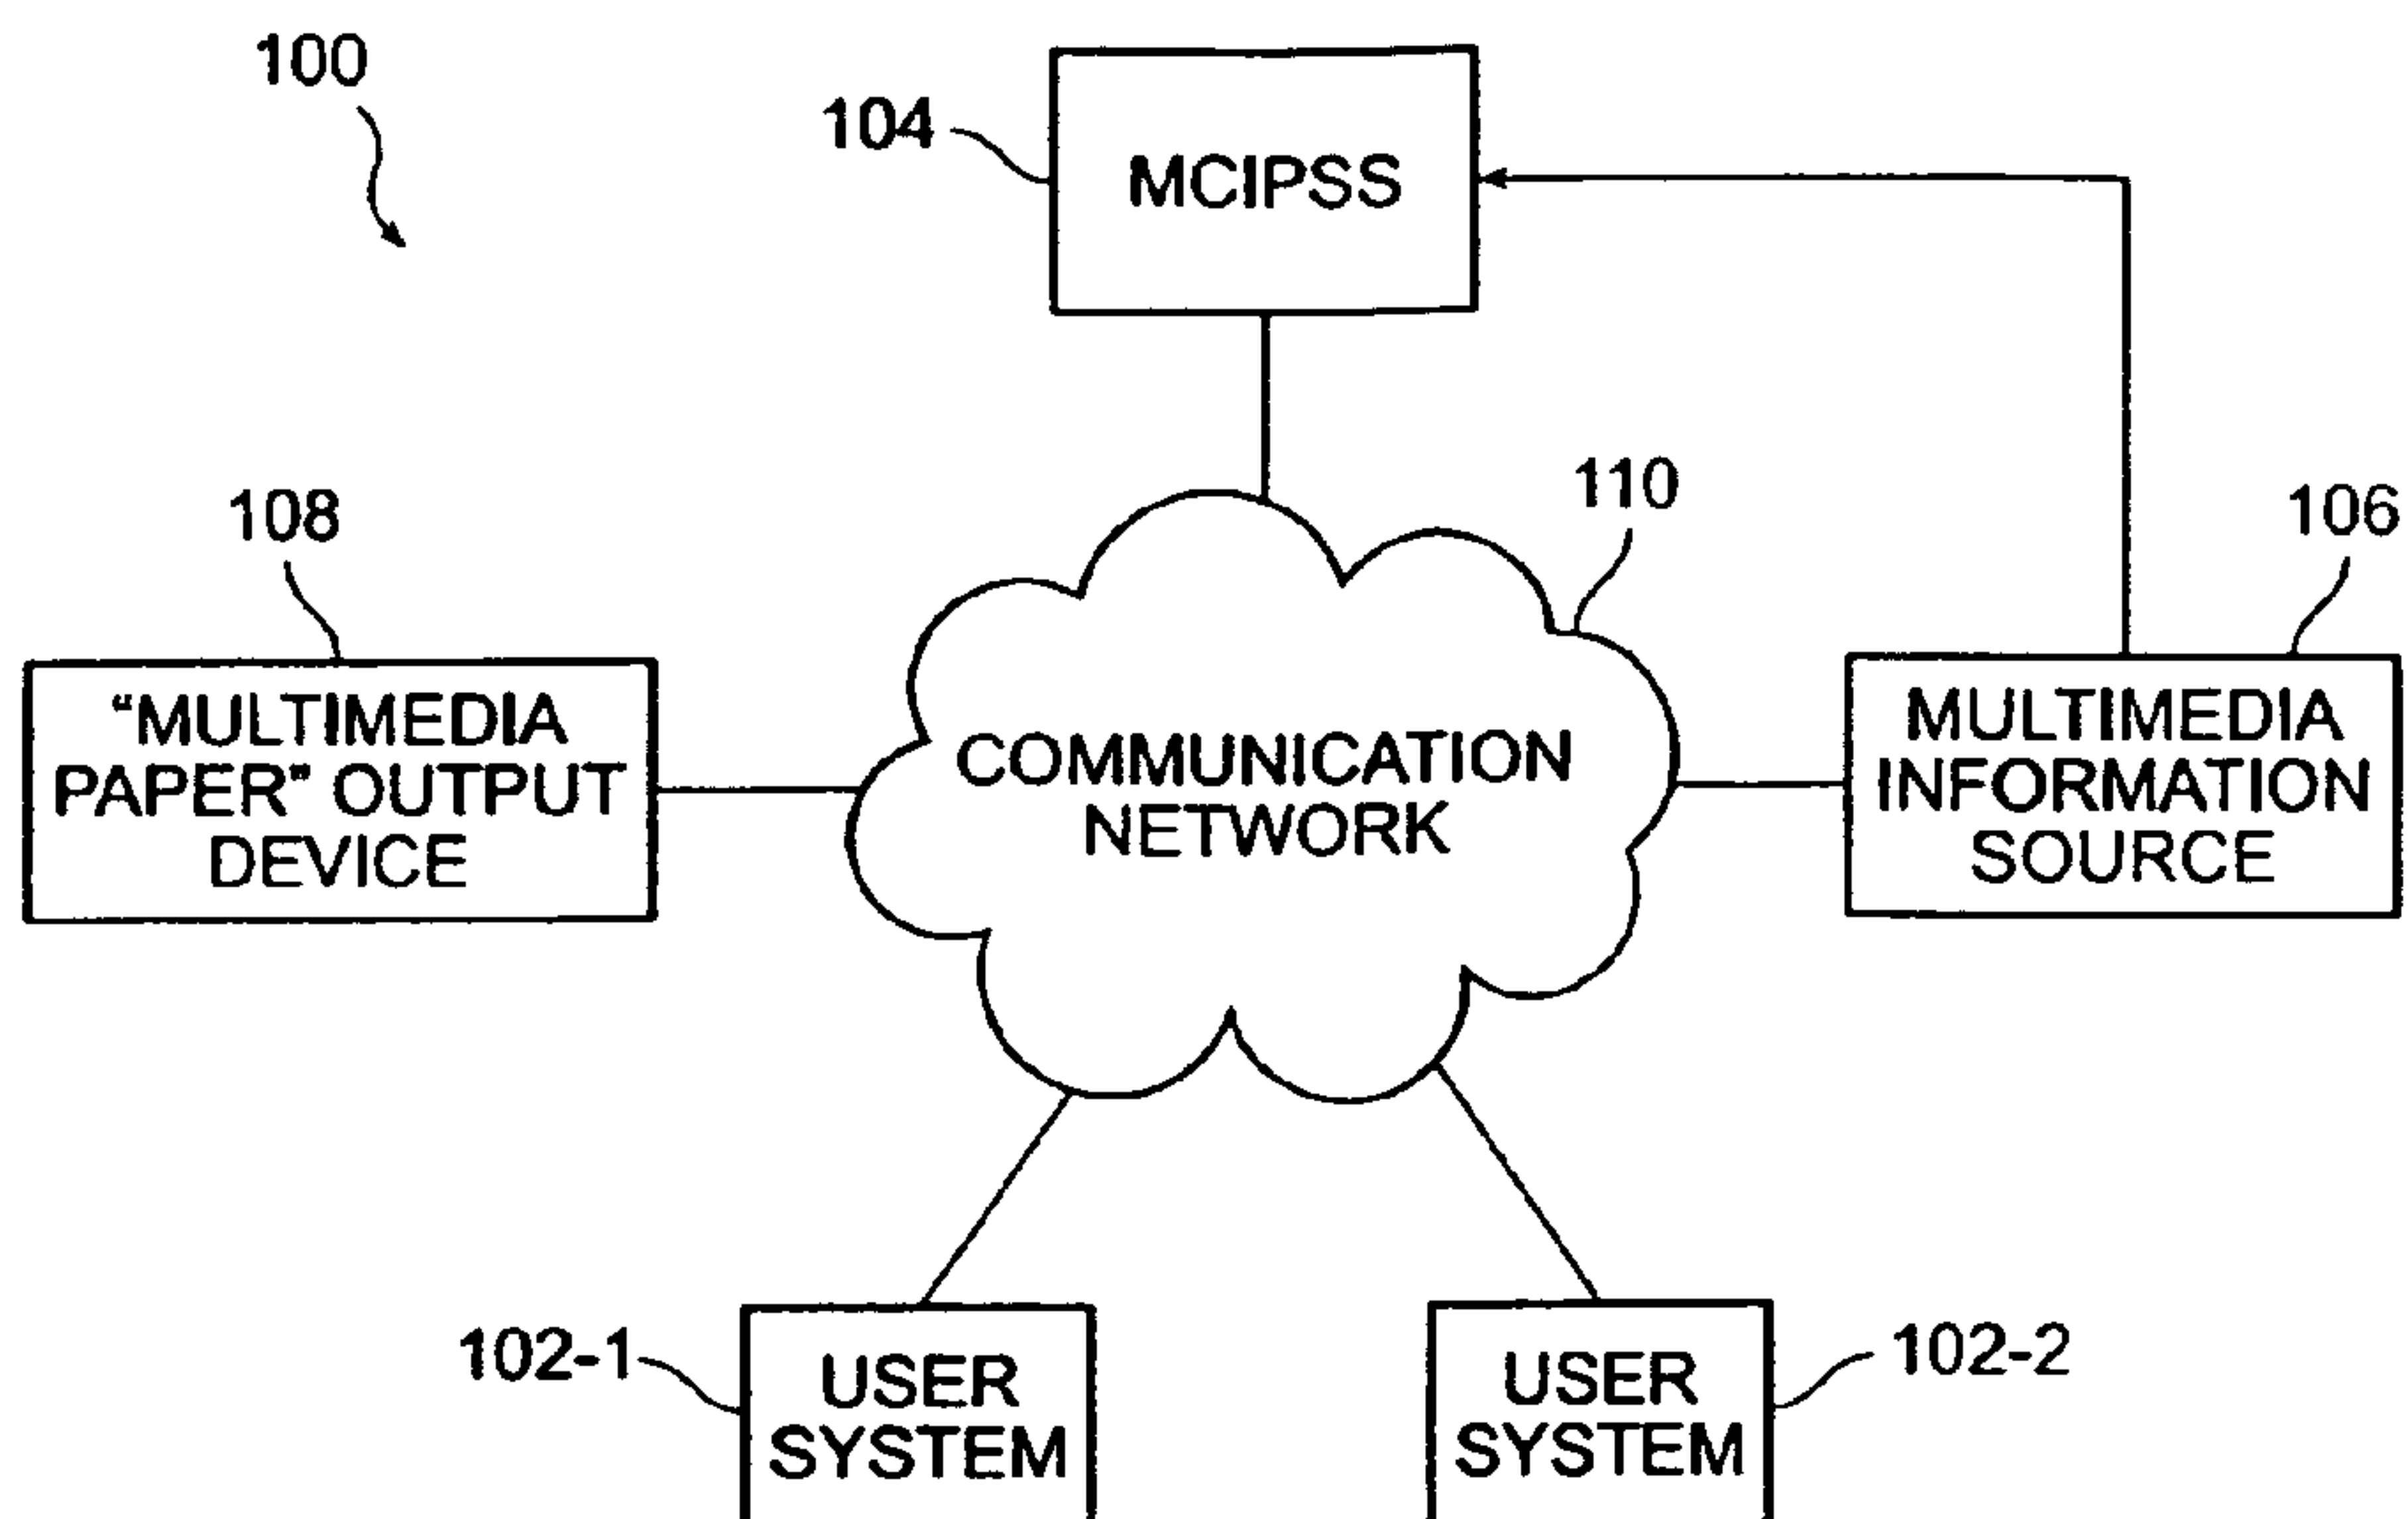 100
104
MCIPSS
110
108
106
“MULTIMEDIA
PAPER” OUTPUT
DEVICE
COMMUNICATION
NETWORK
MULTIMEDIA
INFORMATION
SOURCE
102-1
USER
SYSTEM
USER
SYSTEM
102-2